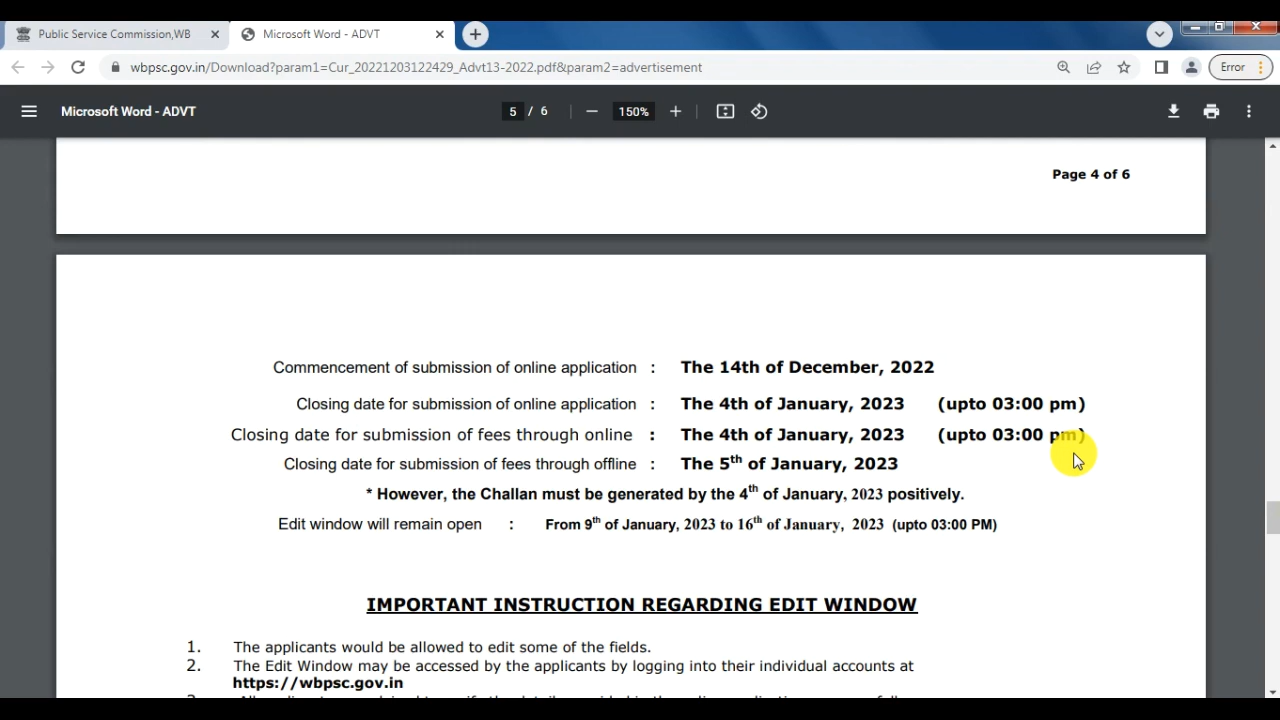 Public Service Commission,WB
Microsoft Word - ADVT
wbpsc.gov.in/Download?param1=Cur_20221203122429_Advt13-2022.pdf&param2=advertisement
Error
Microsoft Word - ADVT
5 / 6
150%
Page 4 of 6
Commencement of submission of online application : The 14th of December, 2022
Closing date for submission of online application : The 4th of January, 2023 (upto 03:00 pm)
Closing date for submission of fees through online : The 4th of January, 2023 (upto 03:00 pm)
Closing date for submission of fees through offline : The 5th of January, 2023
* However, the Challan must be generated by the 4th of January, 2023 positively.
Edit window will remain open : From 9th of January, 2023 to 16th of January, 2023 (upto 03:00 PM)
IMPORTANT INSTRUCTION REGARDING EDIT WINDOW
1. The applicants would be allowed to edit some of the fields.
2. The Edit Window may be accessed by the applicants by logging into their individual accounts at
https://wbpsc.gov.in